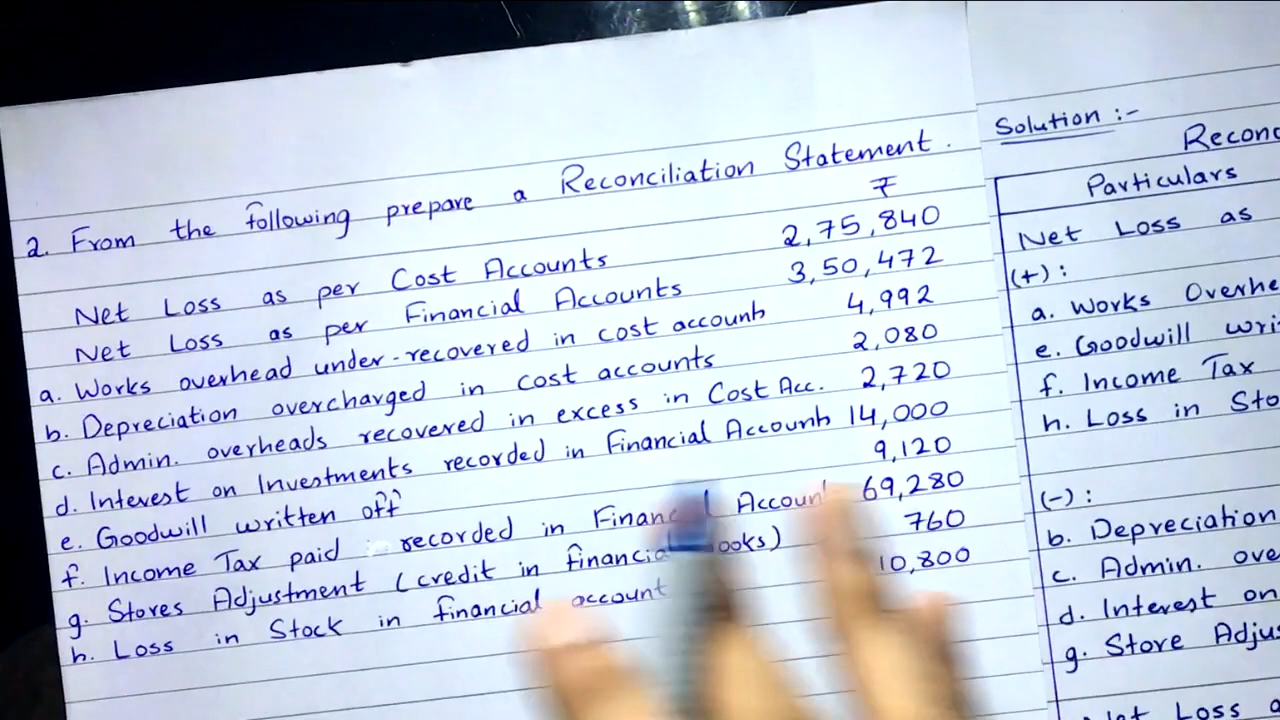 2. From the following prepare a Reconciliation Statement.
₹
Net Loss as per Cost Accounts 2,75,840
Net Loss as per Financial Accounts 3,50,472
a. Works overhead under-recovered in cost accounts 4,992
b. Depreciation overcharged in cost accounts 2,080
c. Admin. overheads recovered in excess in Cost Acc. 2,720
d. Interest on Investments recorded in Financial Accounts 14,000
e. Goodwill written off 9,120
f. Income Tax paid recorded in Account 69,280
g. Stores Adjustment (credit in 760
h. Loss in Stock in financial account 10,800
Solution :-
Recon
Particulars
Net Loss as
(+) :
a. Works Overhe
e. Goodwill wri
f. Income Tax
h. Loss in Sto
(-) :
b. Depreciation
c. Admin. ove
d. Interest on
g. Store Adjus
Net Loss